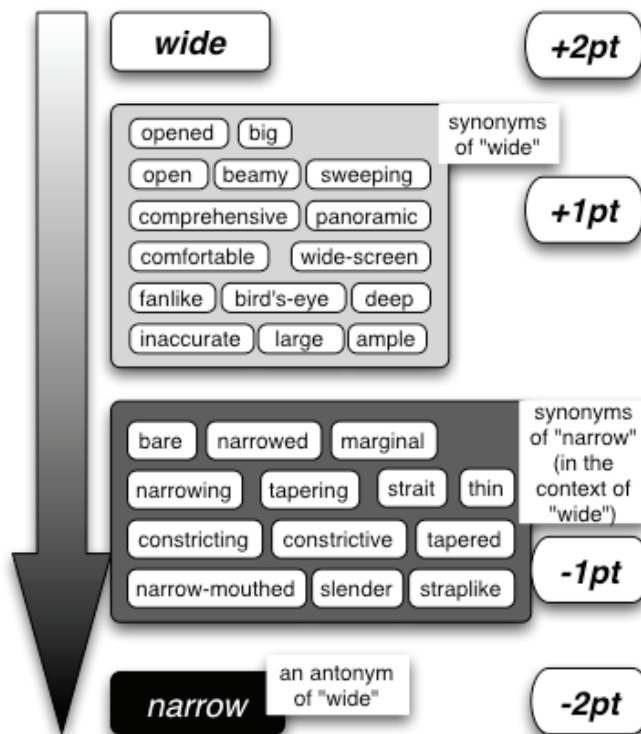 wide
+2pt
synonyms
of "wide"
opened big
open beamy sweeping
comprehensive panoramic
comfortable wide-screen
fanlike bird's-eye deep
inaccurate large ample
+1pt
synonyms
of "narrow"
(in the
context of
"wide")
bare narrowed marginal
narrowing tapering strait thin
constricting constrictive tapered
narrow-mouthed slender straplike
-1pt
an antonym
of "wide"
narrow
-2pt